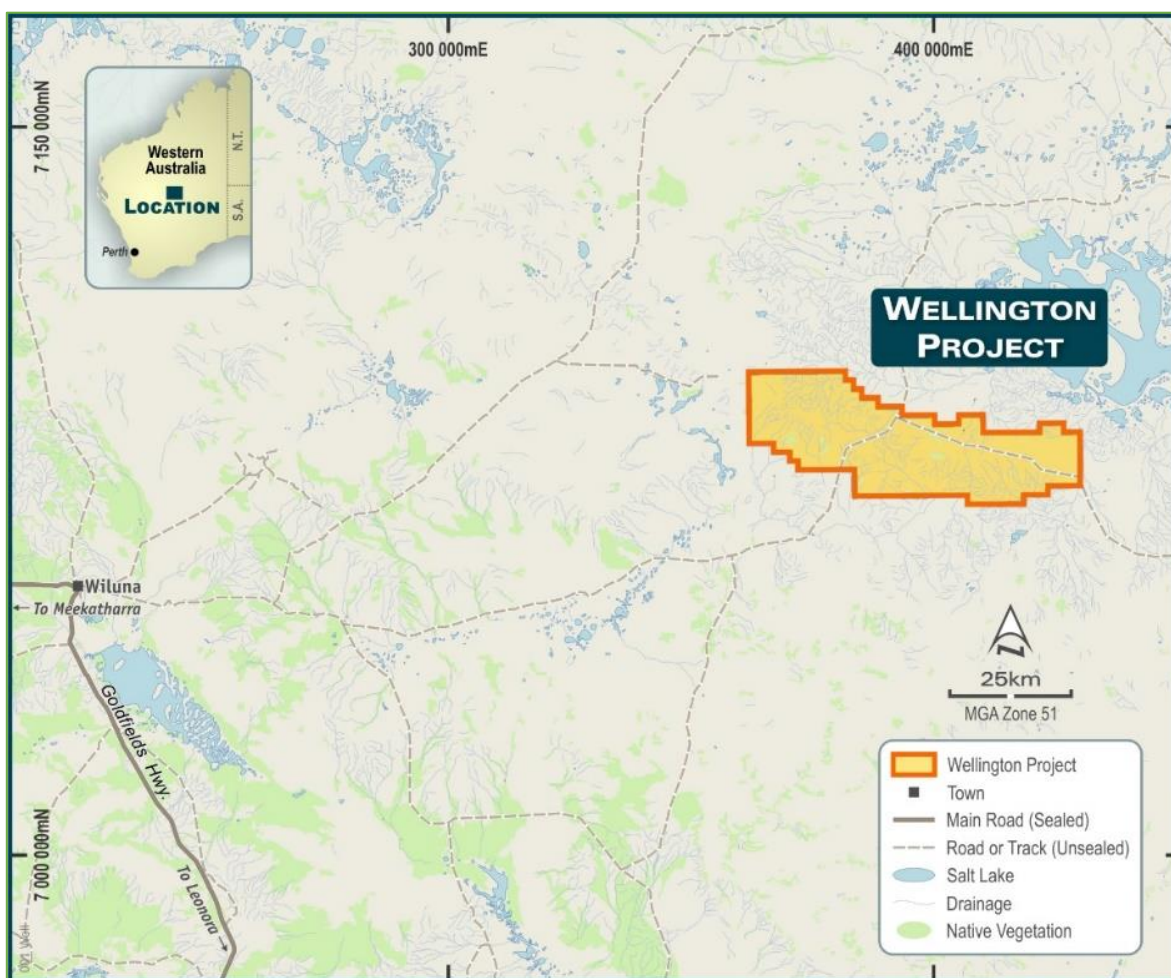 300 000mE
400 000mE
7 150 000mN
Western
Australia
N.T.
LOCATION
S.A.
Perth
WELLINGTON
PROJECT
Wiluna
← To Meekatharra
Goldfields Hwy.
25km
MGA Zone 51
Wellington Project
Town
Main Road (Sealed)
Road or Track (Unsealed)
Salt Lake
Drainage
Native Vegetation
7 000 000mN
To Leonora →